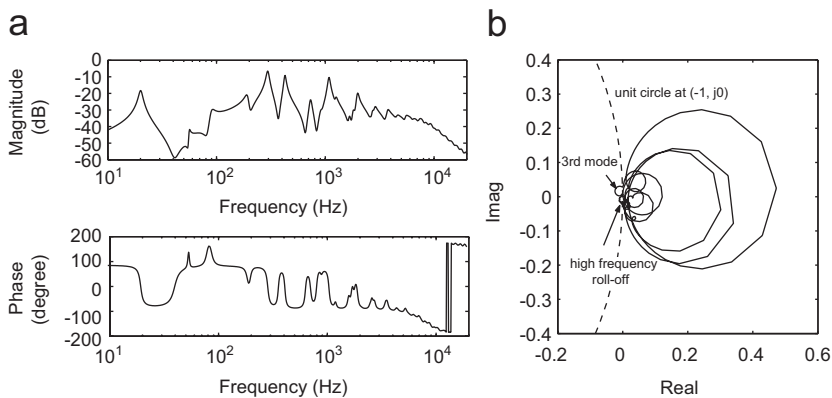 a
0
-10
-20
-30
-40
-50
-60
Magnitude
(dB)
10^1
10^2
10^3
10^4
Frequency (Hz)
200
100
0
-100
-200
Phase
(degree)
10^1
10^2
10^3
10^4
Frequency (Hz)
b
0.4
0.3
0.2
0.1
0
-0.1
-0.2
-0.3
-0.4
Imag
unit circle at (-1, j0)
3rd mode
high frequency
roll-off
-0.2
0
0.2
0.4
0.6
Real